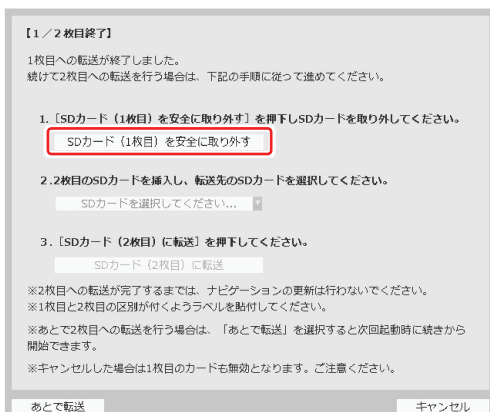 【1／2枚目終了】
1枚目への転送が終了しました。
続けて2枚目への転送を行う場合は、下記の手順に従って進めてください。
1.［SDカード（1枚目）を安全に取り外す］を押下しSDカードを取り外してください。
SDカード（1枚目）を安全に取り外す
2.2枚目のSDカードを挿入し、転送先のSDカードを選択してください。
SDカードを選択してください...
3.［SDカード（2枚目）に転送］を押下してください。
SDカード（2枚目）に転送
※2枚目への転送が完了するまでは、ナビゲーションの更新は行わないでください。
※1枚目と2枚目の区別が付くようラベルを貼付してください。
※あとで2枚目への転送を行う場合は、「あとで転送」を選択すると次回起動時に続きから
開始できます。
※キャンセルした場合は1枚目のカードも無効となります。ご注意ください。
あとで転送
キャンセル